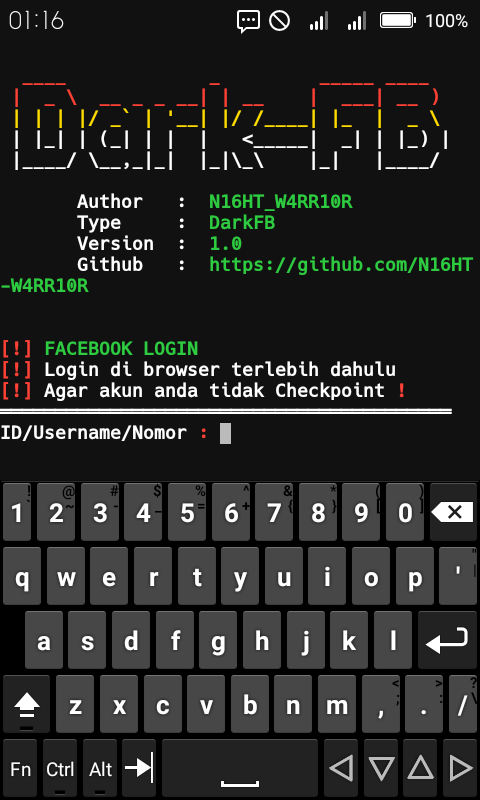 01:16 100%
Dark-FB
Author : N16HT_W4RR10R
Type : DarkFB
Version : 1.0
Github : https://github.com/N16HT
-W4RR10R
[!] FACEBOOK LOGIN
[!] Login di browser terlebih dahulu
[!] Agar akun anda tidak Checkpoint !
ID/Username/Nomor :
1 2 3 4 5 6 7 8 9 0
q w e r t y u i o p '
a s d f g h j k l
z x c v b n m , . /
Fn Ctrl Alt